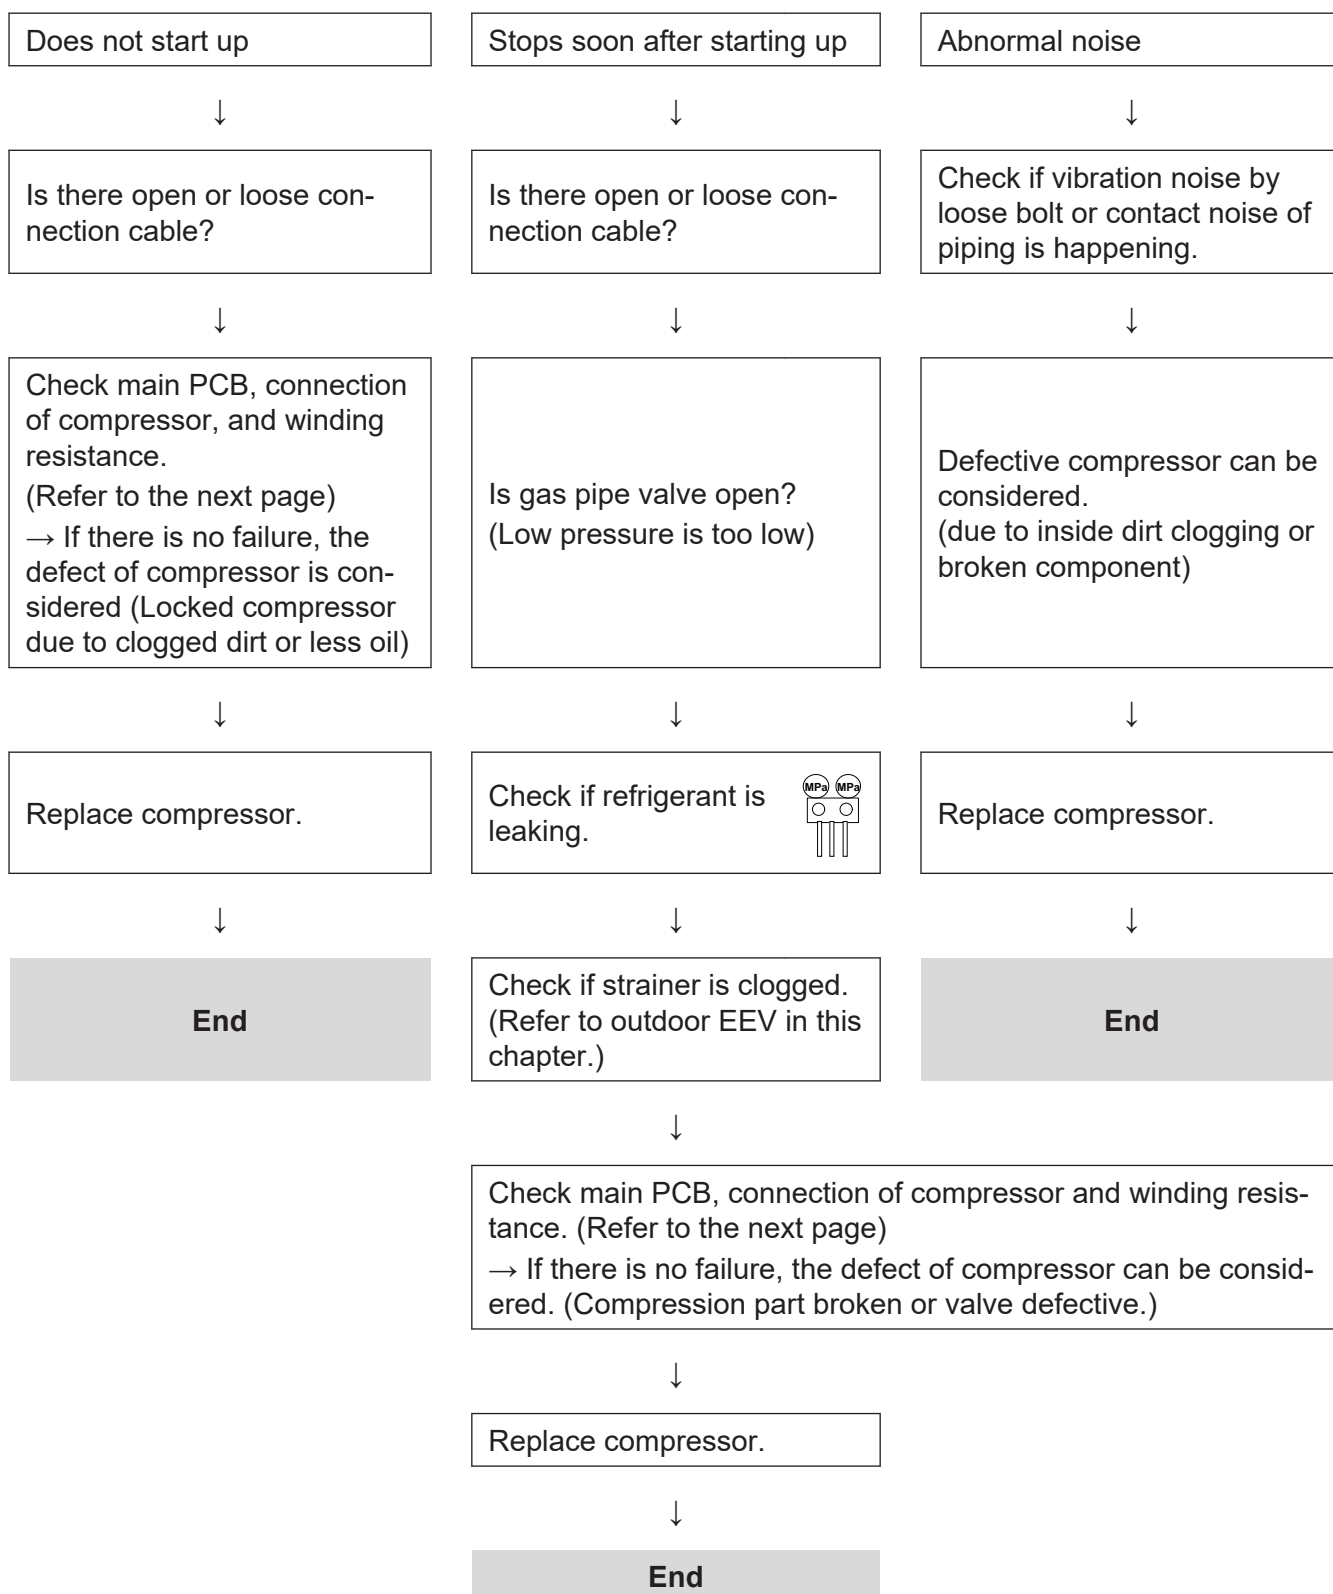 Does not start up
Is there open or loose con-
nection cable?
Check main PCB, connection
of compressor, and winding
resistance.
(Refer to the next page)
→ If there is no failure, the
defect of compressor is con-
sidered (Locked compressor
due to clogged dirt or less oil)
Replace compressor.
End
Stops soon after starting up
Is there open or loose con-
nection cable?
Is gas pipe valve open?
(Low pressure is too low)
Check if refrigerant is
leaking.
MPa MPa
Check if strainer is clogged.
(Refer to outdoor EEV in this
chapter.)
Check main PCB, connection of compressor and winding resis-
tance. (Refer to the next page)
→ If there is no failure, the defect of compressor can be consid-
ered. (Compression part broken or valve defective.)
Replace compressor.
End
Abnormal noise
Check if vibration noise by
loose bolt or contact noise of
piping is happening.
Defective compressor can be
considered.
(due to inside dirt clogging or
broken component)
Replace compressor.
End